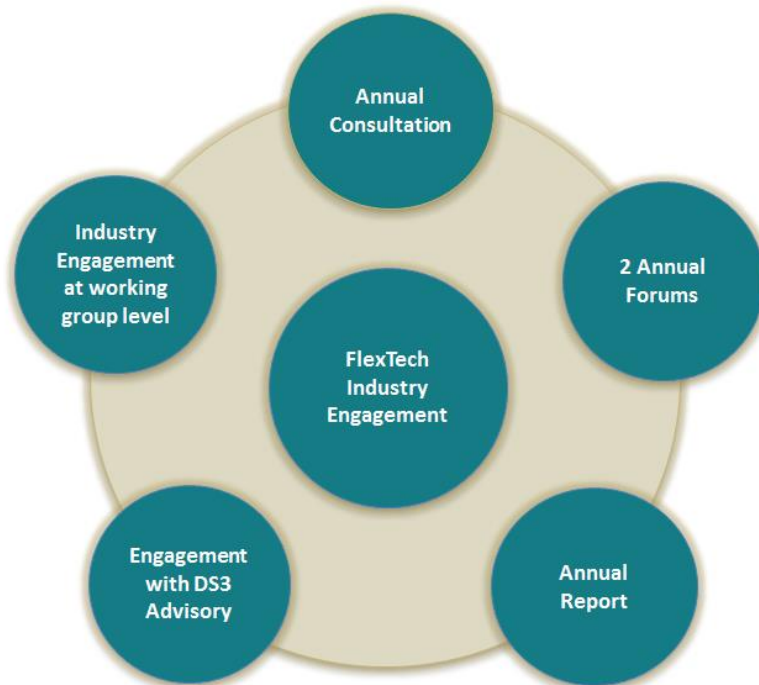 Annual
Consultation
2 Annual
Forums
Annual
Report
Engagement
with DS3
Advisory
Industry
Engagement
at working
group level
FlexTech
Industry
Engagement